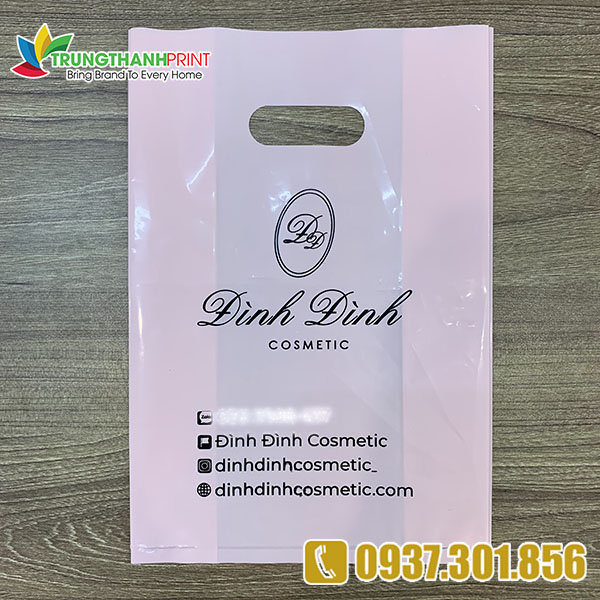 TRUNGTHANHPRINT
Bring Brand To Every Home
ĐĐ
Đình Đình
COSMETIC
Zalo
Đình Đình Cosmetic
dinhdinhcosmetic_
dinhdinhcosmetic.com
0937.301.856